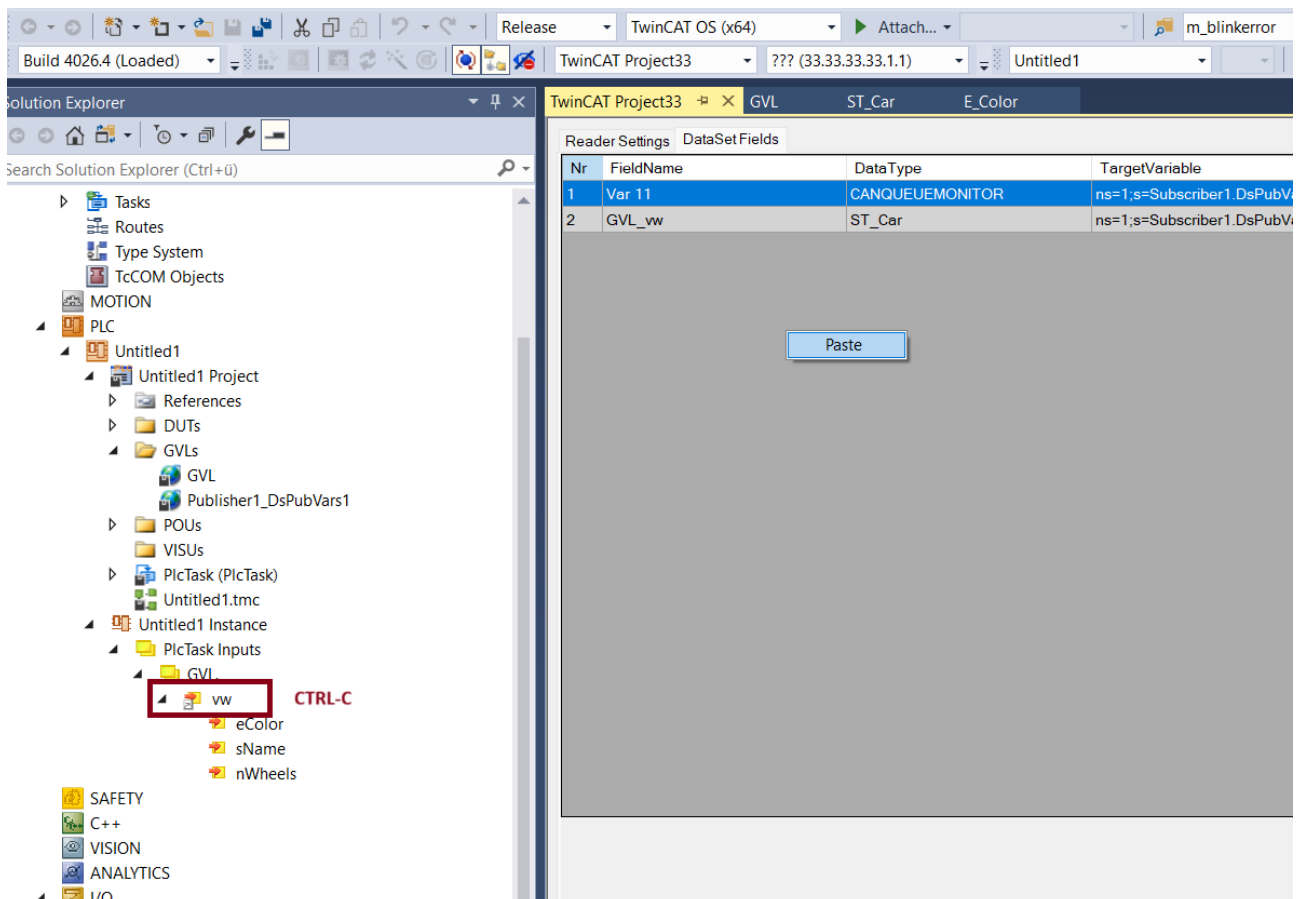 Release TwinCAT OS (x64) Attach... m_blinkerror
Build 4026.4 (Loaded) TwinCAT Project33 ??? (33.33.33.33.1.1) Untitled1
Solution Explorer
TwinCAT Project33 GVL ST_Car E_Color
Reader Settings DataSet Fields
Search Solution Explorer (Ctrl+ü)
Nr FieldName DataType TargetVariable
1 Var 11 CANQUEUEMONITOR ns=1;s=Subscriber1.DsPubVa
2 GVL_vw ST_Car ns=1;s=Subscriber1.DsPubVa
Paste
Tasks
Routes
Type System
TcCOM Objects
MOTION
PLC
Untitled1
Untitled1 Project
References
DUTs
GVLs
GVL
Publisher1_DsPubVars1
POUs
VISUs
PlcTask (PlcTask)
Untitled1.tmc
Untitled1 Instance
PlcTask Inputs
GVL
vw CTRL-C
eColor
sName
nWheels
SAFETY
C++
VISION
ANALYTICS
I/O